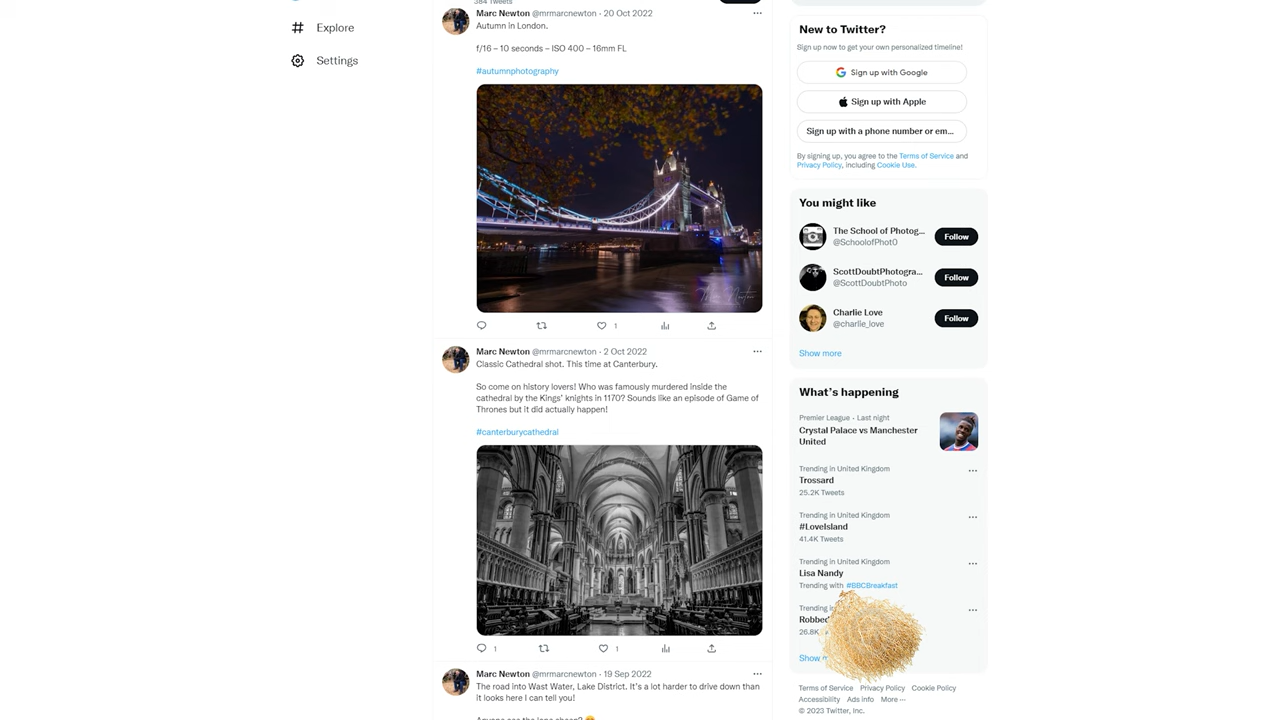 384 Tweets
Marc Newton @mrmarcnewton · 20 Oct 2022
Autumn in London.
f/16 – 10 seconds – ISO 400 – 16mm FL
#autumnphotography
Marc Newton @mrmarcnewton · 2 Oct 2022
Classic Cathedral shot. This time at Canterbury.
So come on history lovers! Who was famously murdered inside the
cathedral by the Kings' knights in 1170? Sounds like an episode of Game of
Thrones but it did actually happen!
#canterburycathedral
Marc Newton @mrmarcnewton · 19 Sep 2022
The road into Wast Water, Lake District. It's a lot harder to drive down than
it looks here I can tell you!
Explore
Settings
1
1
1
New to Twitter?
Sign up now to get your own personalized timeline!
Sign up with Google
Sign up with Apple
Sign up with a phone number or em...
By signing up, you agree to the Terms of Service and
Privacy Policy, including Cookie Use.
You might like
The School of Photog...
@SchoolofPhotO
Follow
ScottDoubtPhotogra...
@ScottDoubtPhoto
Follow
Charlie Love
@charlie_love
Follow
Show more
What's happening
Premier League · Last night
Crystal Palace vs Manchester
United
Trending in United Kingdom
Trossard
25.2K Tweets
Trending in United Kingdom
#LoveIsland
41.4K Tweets
Trending in United Kingdom
Lisa Nandy
Trending with #BBCBreakfast
Trending
Robbed
26.8K
Show
Terms of Service Privacy Policy Cookie Policy
Accessibility Ads info More ···
© 2023 Twitter, Inc.